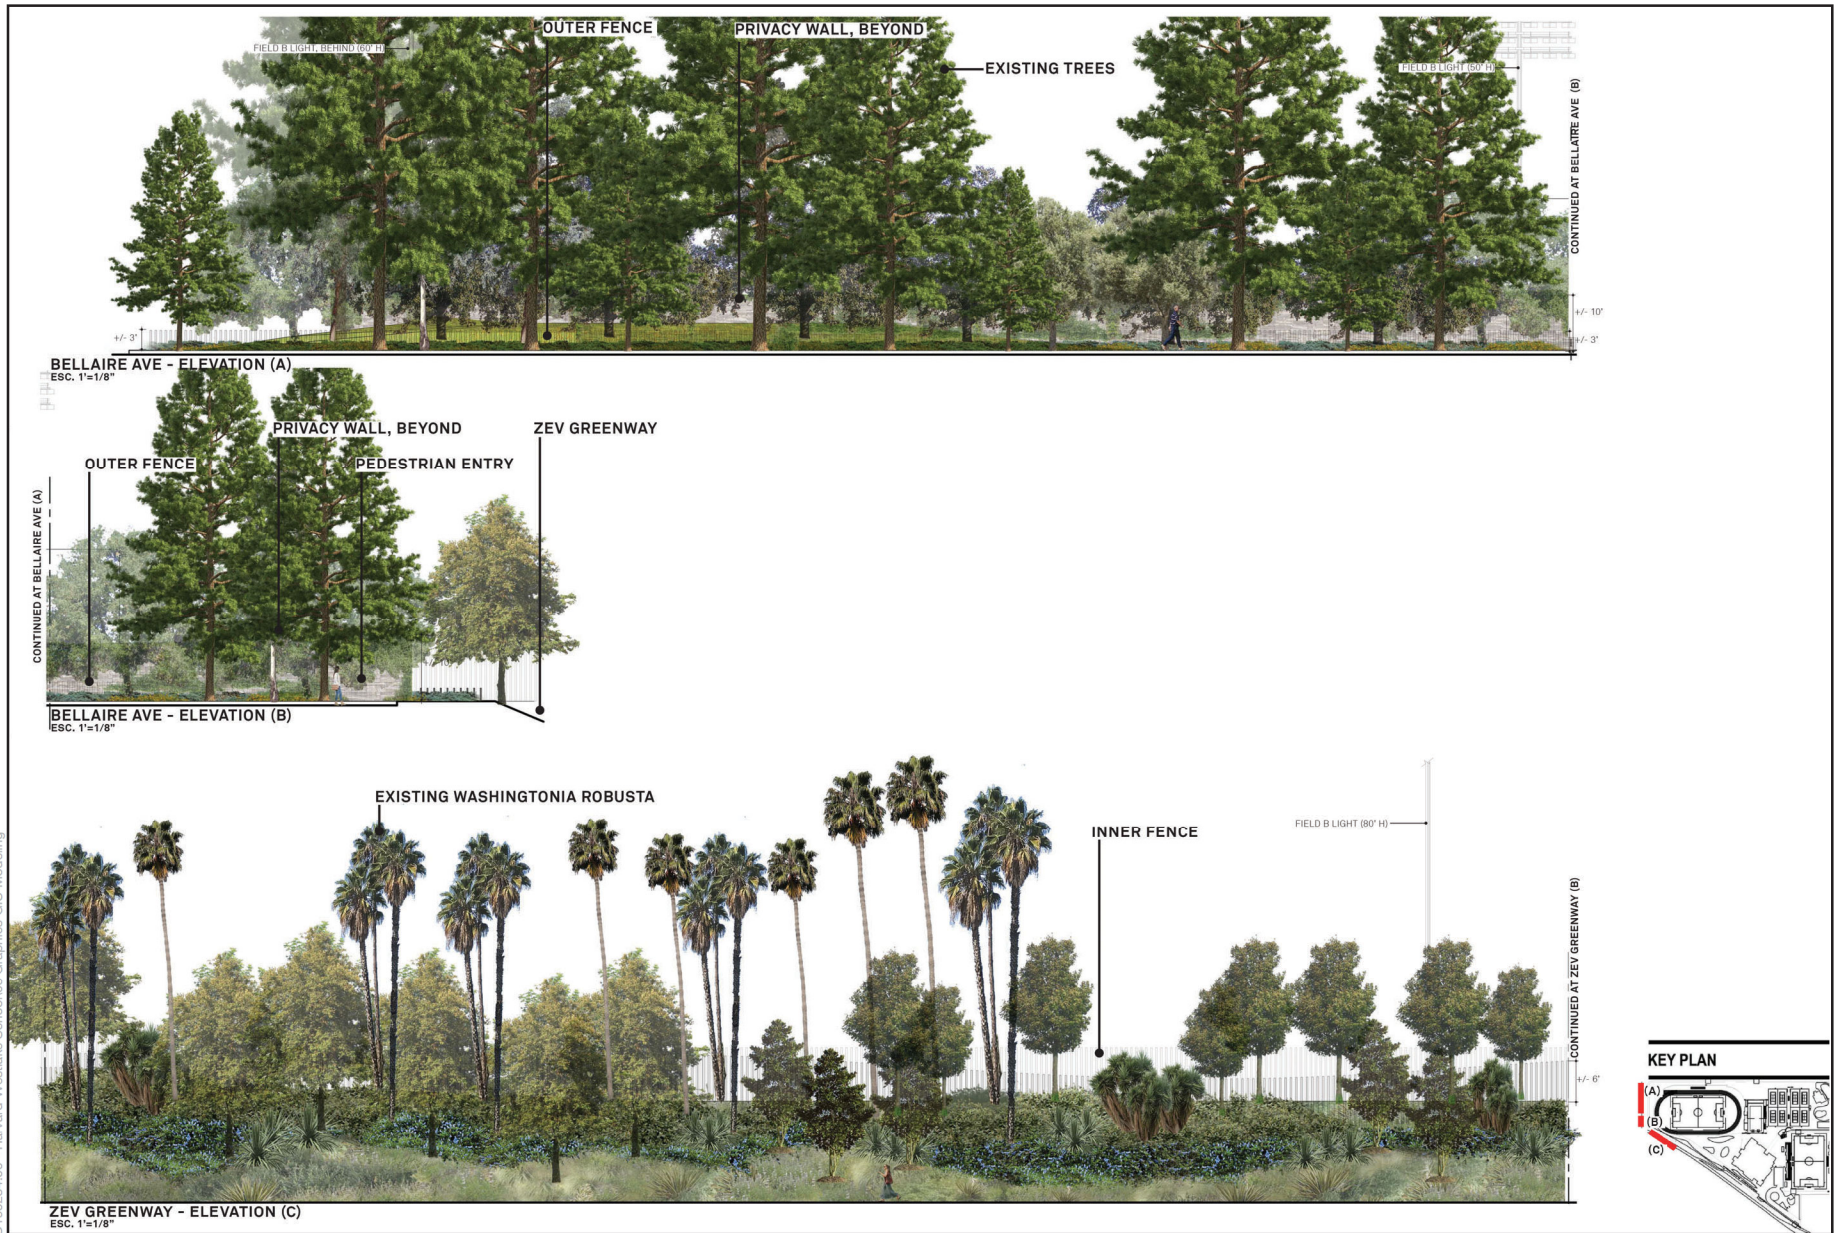 OUTER FENCE
PRIVACY WALL, BEYOND
FIELD B LIGHT, BEHIND (60' H)
EXISTING TREES
FIELD B LIGHT (50' H)
CONTINUED AT BELLAIRE AVE (B)
+/- 10'
+/- 3'
+/- 3'
BELLAIRE AVE - ELEVATION (A)
ESC. 1'=1/8"
PRIVACY WALL, BEYOND
ZEV GREENWAY
OUTER FENCE
PEDESTRIAN ENTRY
CONTINUED AT BELLAIRE AVE (A)
BELLAIRE AVE - ELEVATION (B)
ESC. 1'=1/8"
EXISTING WASHINGTONIA ROBUSTA
INNER FENCE
FIELD B LIGHT (80' H)
CONTINUED AT ZEV GREENWAY (B)
+/- 6'
ZEV GREENWAY - ELEVATION (C)
ESC. 1'=1/8"
KEY PLAN
(A)
(B)
(C)